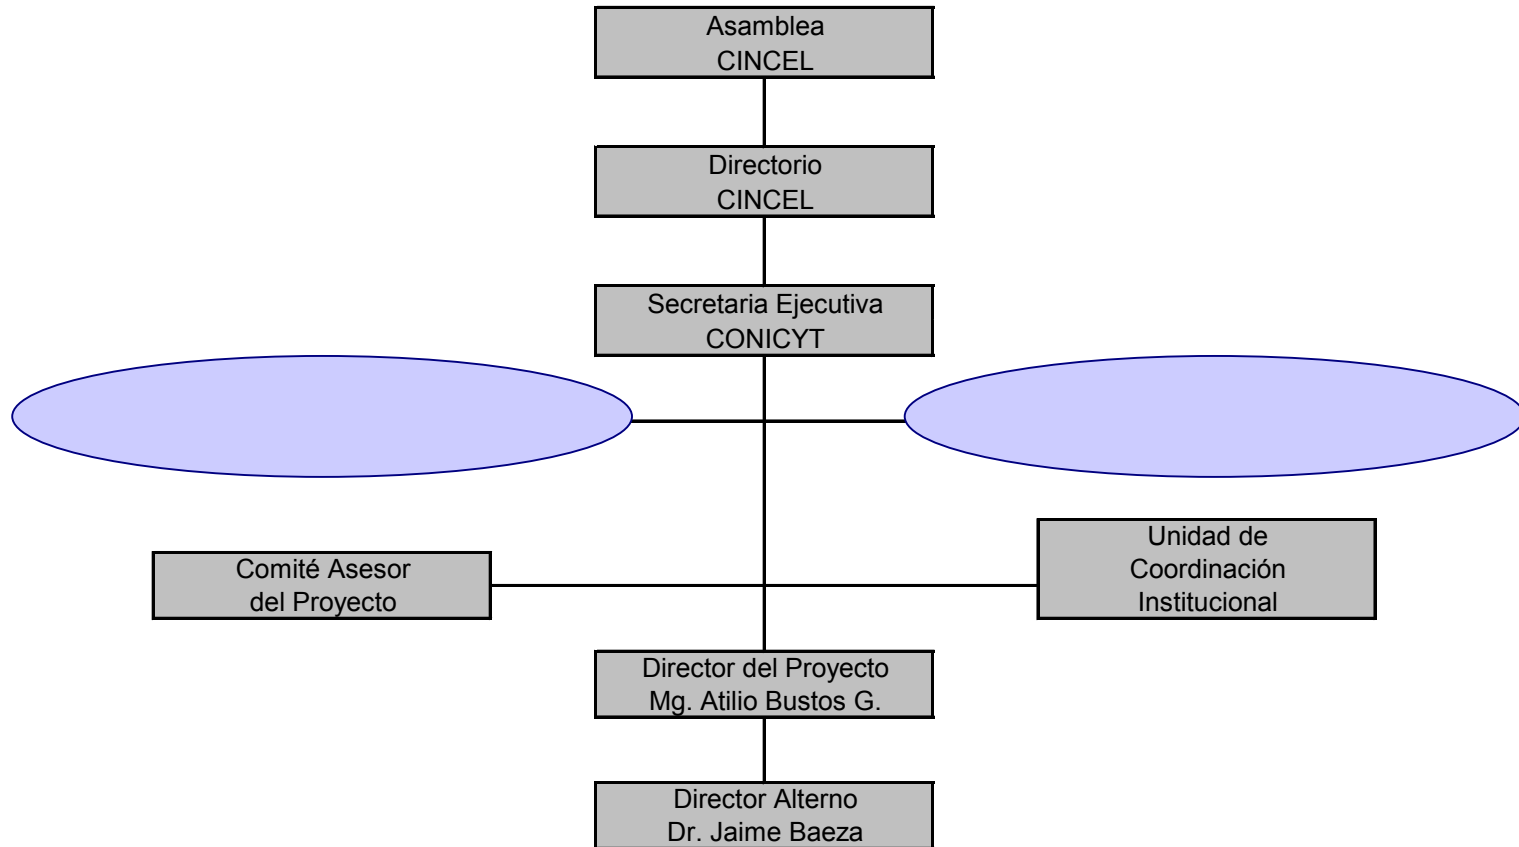 Asamblea
CINCEL
Directorio
CINCEL
Secretaria Ejecutiva
CONICYT
Comité Asesor
del Proyecto
Unidad de
Coordinación
Institucional
Director del Proyecto
Mg. Atilio Bustos G.
Director Alterno
Dr. Jaime Baeza